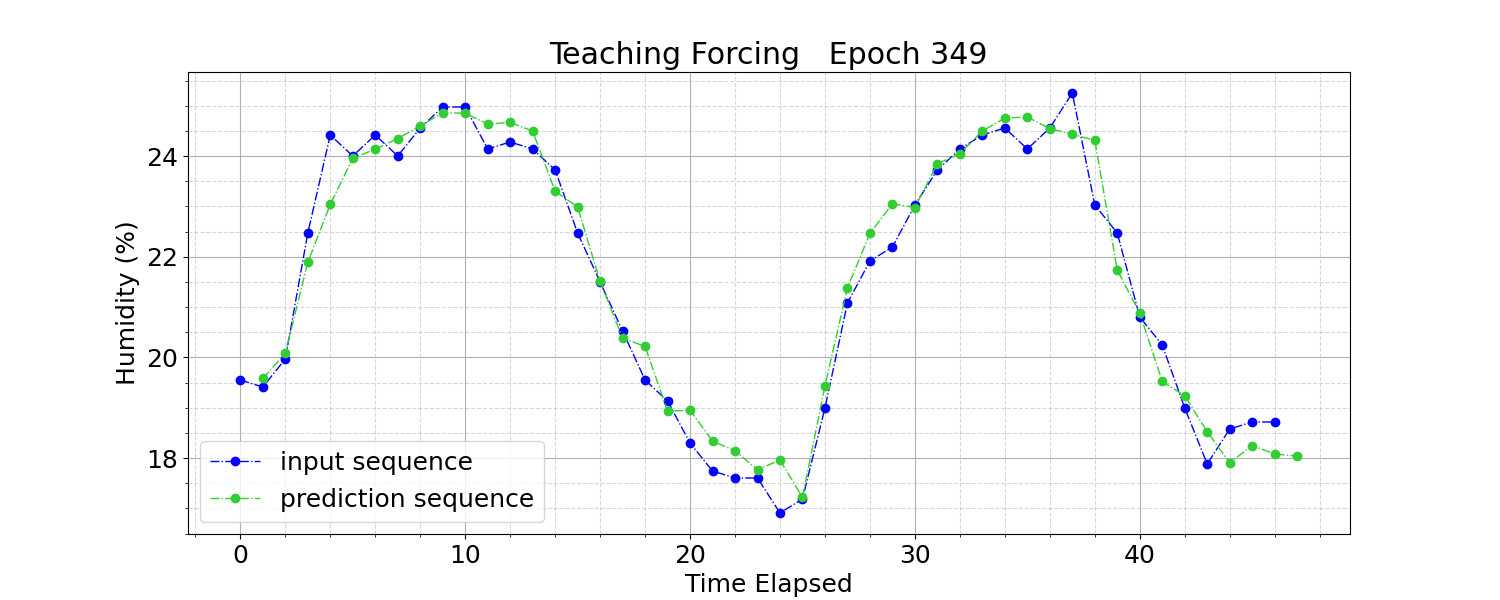 Teaching Forcing   Epoch 349
Humidity (%)
24
22
20
18
input sequence
prediction sequence
0 10 20 30 40
Time Elapsed